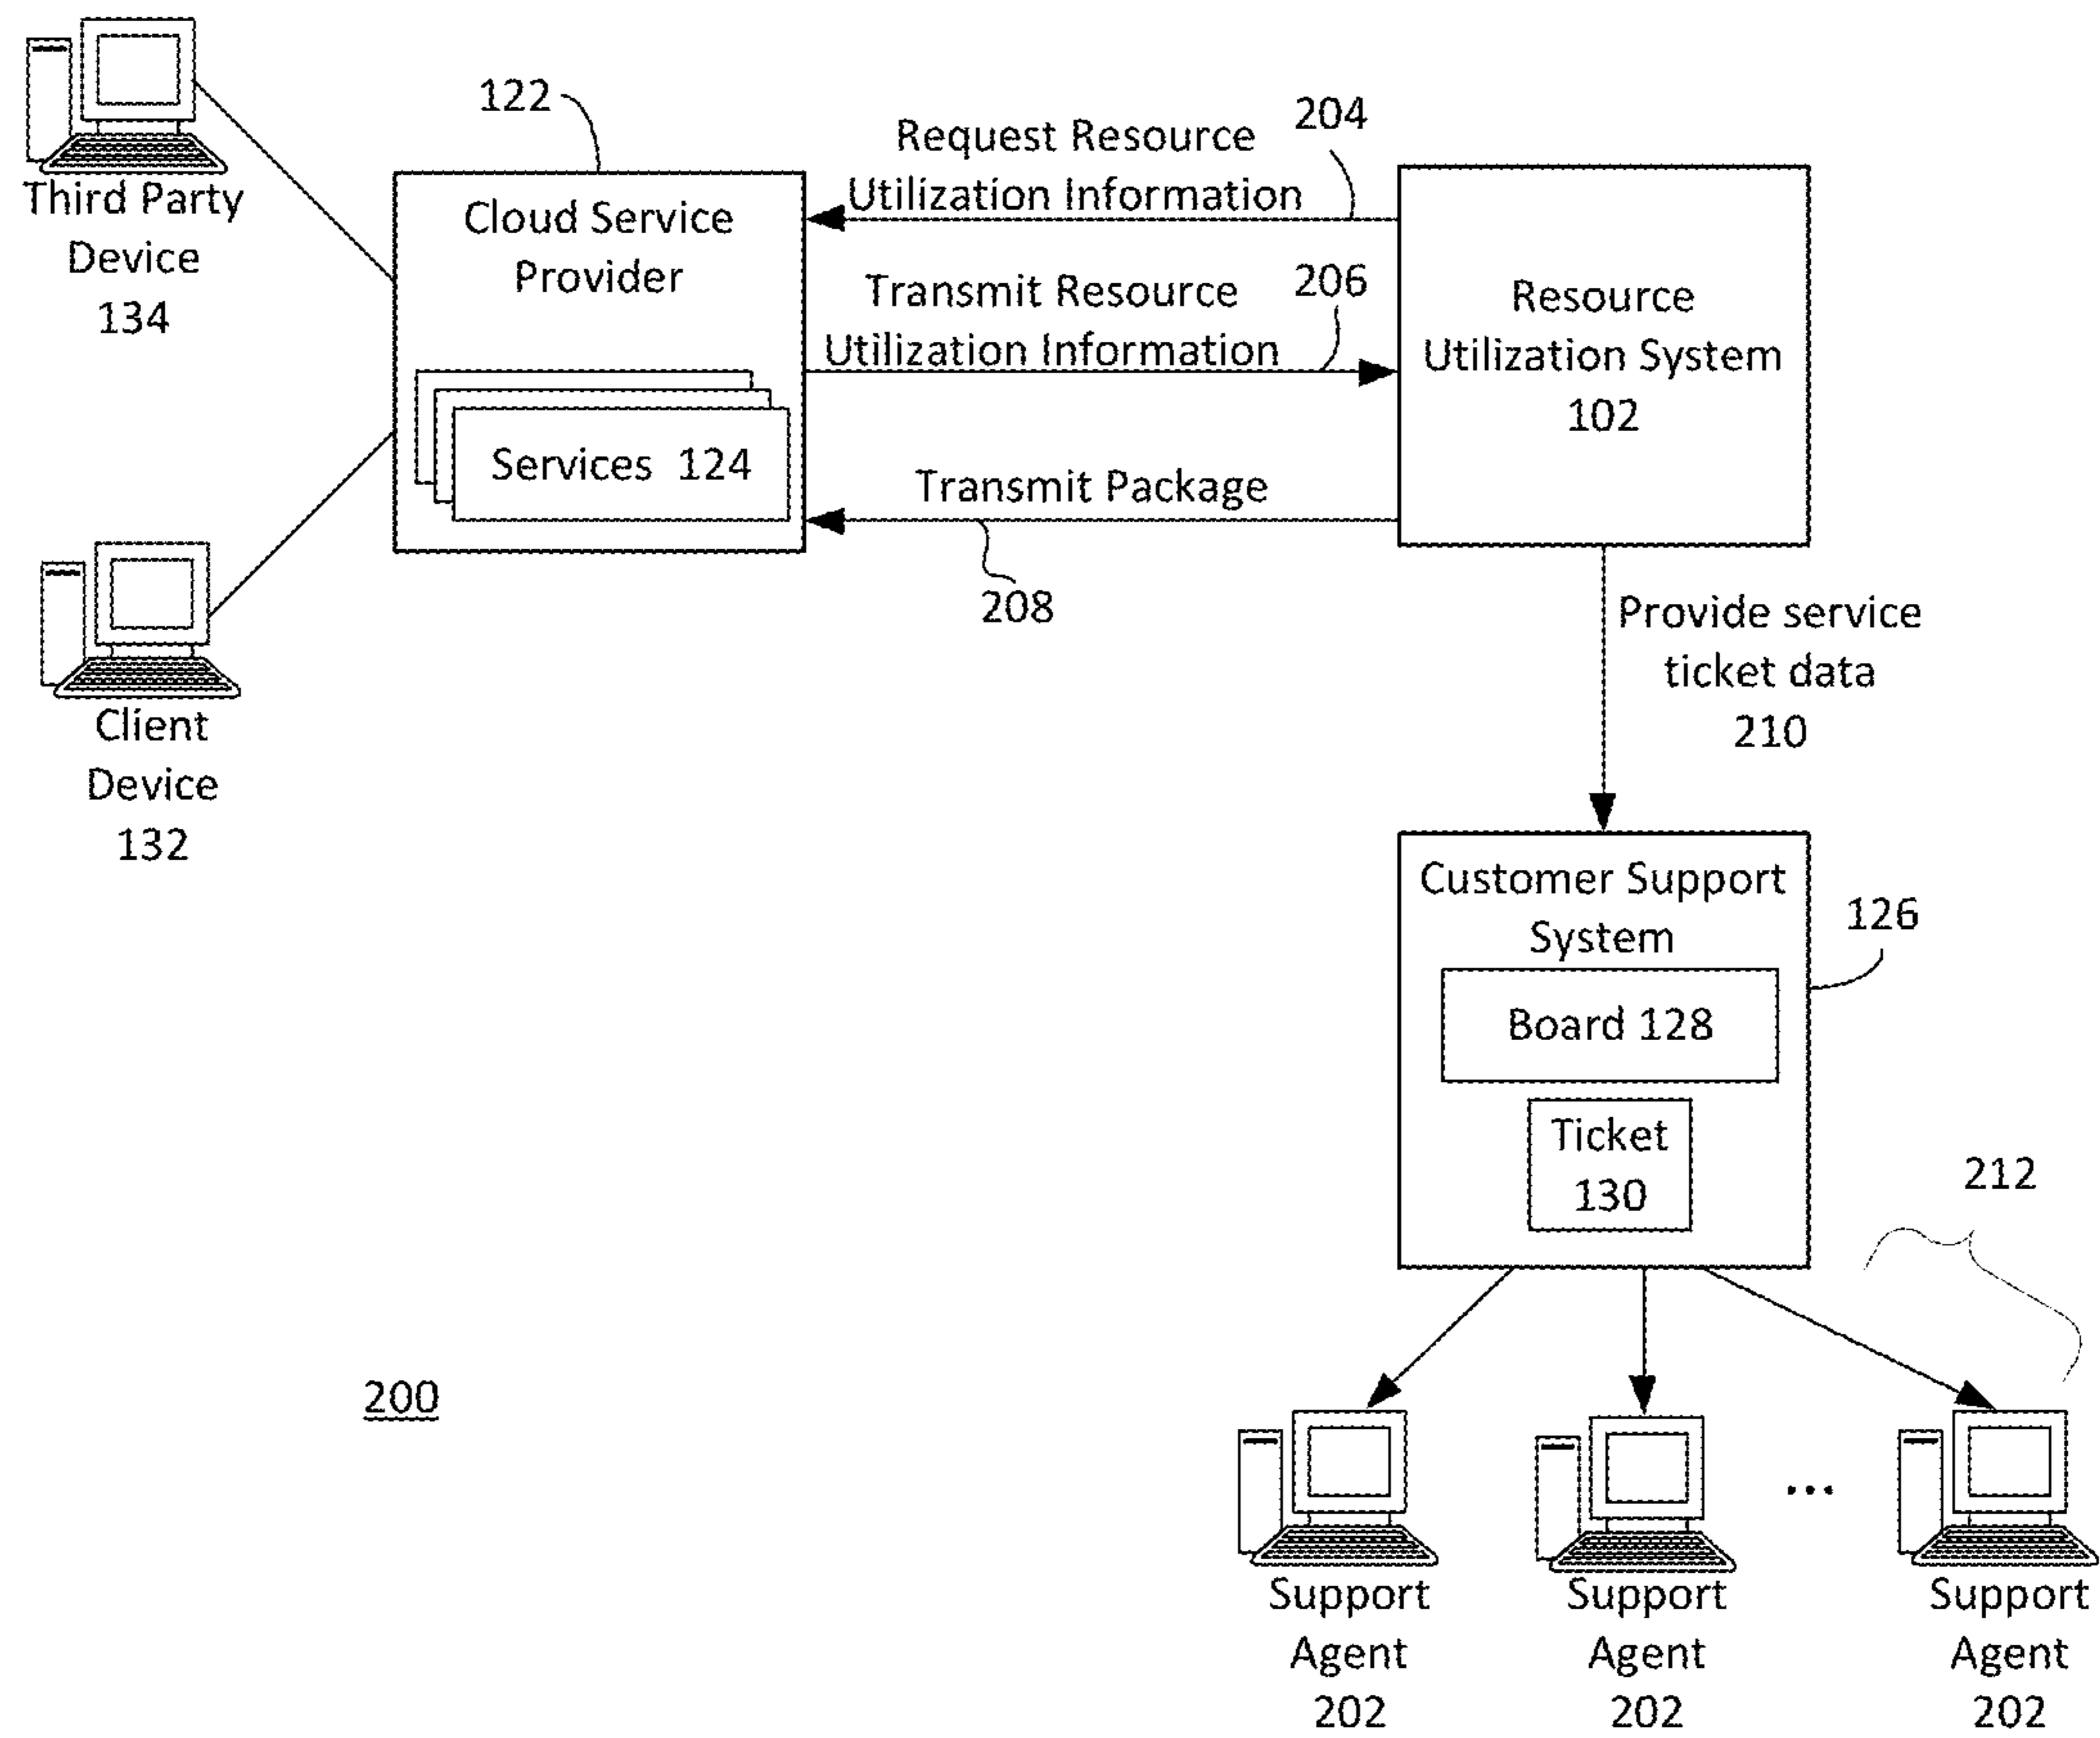 Third Party
Device
134
Client
Device
132
122
Cloud Service
Provider
Services 124
Request Resource
Utilization Information
204
Transmit Resource
Utilization Information
206
Transmit Package
208
Resource
Utilization System
102
Provide service
ticket data
210
Customer Support
System
126
Board 128
Ticket
130
212
...
Support
Agent
202
Support
Agent
202
Support
Agent
202
200